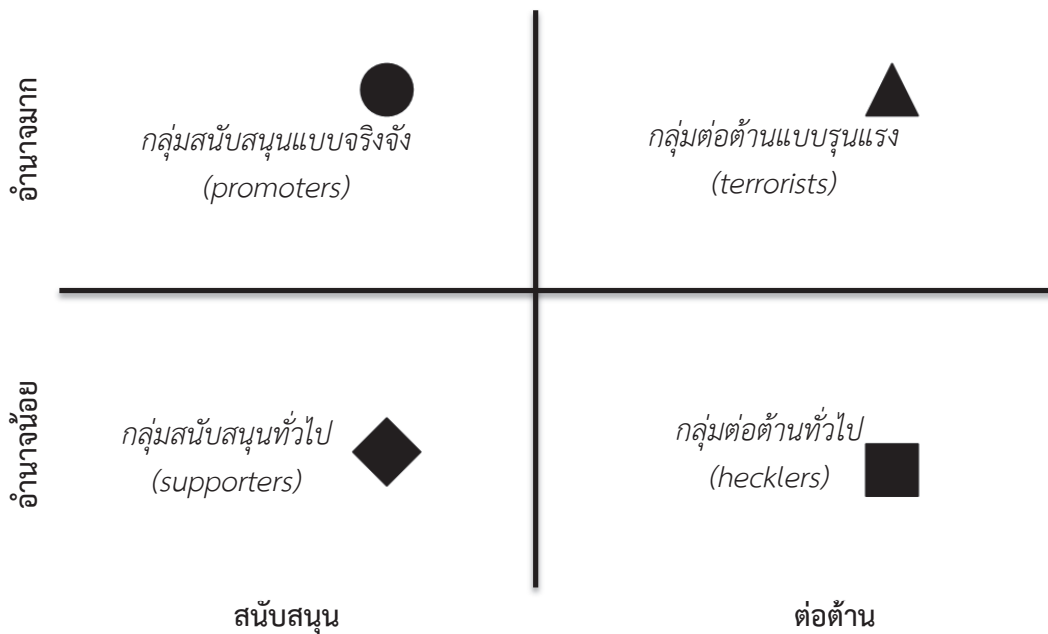 อำนาจมาก
กลุ่มสนับสนุนแบบจริงจัง
(promoters)
กลุ่มต่อต้านแบบรุนแรง
(terrorists)
อำนาจน้อย
กลุ่มสนับสนุนทั่วไป
(supporters)
กลุ่มต่อต้านทั่วไป
(hecklers)
สนับสนุน
ต่อต้าน